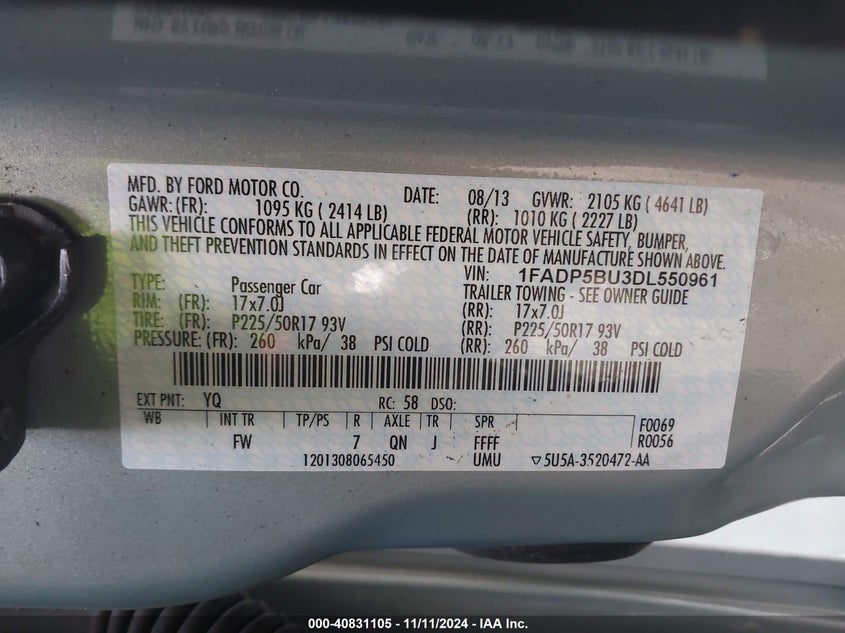 MFD. BY FORD MOTOR CO. DATE: 08/13 GVWR: 2105 KG ( 4641 LB)
GAWR: (FR): 1095 KG ( 2414 LB) (RR): 1010 KG ( 2227 LB)
THIS VEHICLE CONFORMS TO ALL APPLICABLE FEDERAL MOTOR VEHICLE SAFETY, BUMPER,
AND THEFT PREVENTION STANDARDS IN EFFECT ON THE DATE OF MANUFACTURE SHOWN ABOVE.
VIN: 1FADP5BU3DL550961
TYPE: Passenger Car TRAILER TOWING - SEE OWNER GUIDE
RIM: (FR): 17x7.0J (RR): 17x7.0J
TIRE: (FR): P225/50R17 93V (RR): P225/50R17 93V
PRESSURE: (FR): 260 kPa/ 38 PSI COLD (RR): 260 kPa/ 38 PSI COLD
EXT PNT: YQ RC: 58 DSO:
WB INT TR TP/PS R AXLE TR SPR F0069
FW 7 QN J FFFF R0056
1201308065450 UMU ▽5U5A-3520472-AA
000-40831105 - 11/11/2024 - IAA Inc.